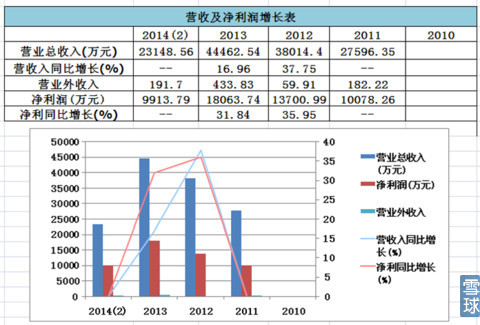 营收及净利润增长表
2014(2) 2013 2012 2011 2010
营业总收入(万元) 23148.56 44462.54 38014.4 27596.35
营收入同比增长(%) -- 16.96 37.75 --
营业外收入 191.7 433.83 59.91 182.22
净利润(万元) 9913.79 18063.74 13700.99 10078.26
净利同比增长(%) -- 31.84 35.95 --
50000
45000
40000
35000
30000
25000
20000
15000
10000
5000
0
2014(2) 2013 2012 2011 2010
40
35
30
25
20
15
10
5
0
营业总收入
(万元)
净利润(万元)
营业外收入
营收入同比增
长(%)
净利同比增长
(%)
雪球